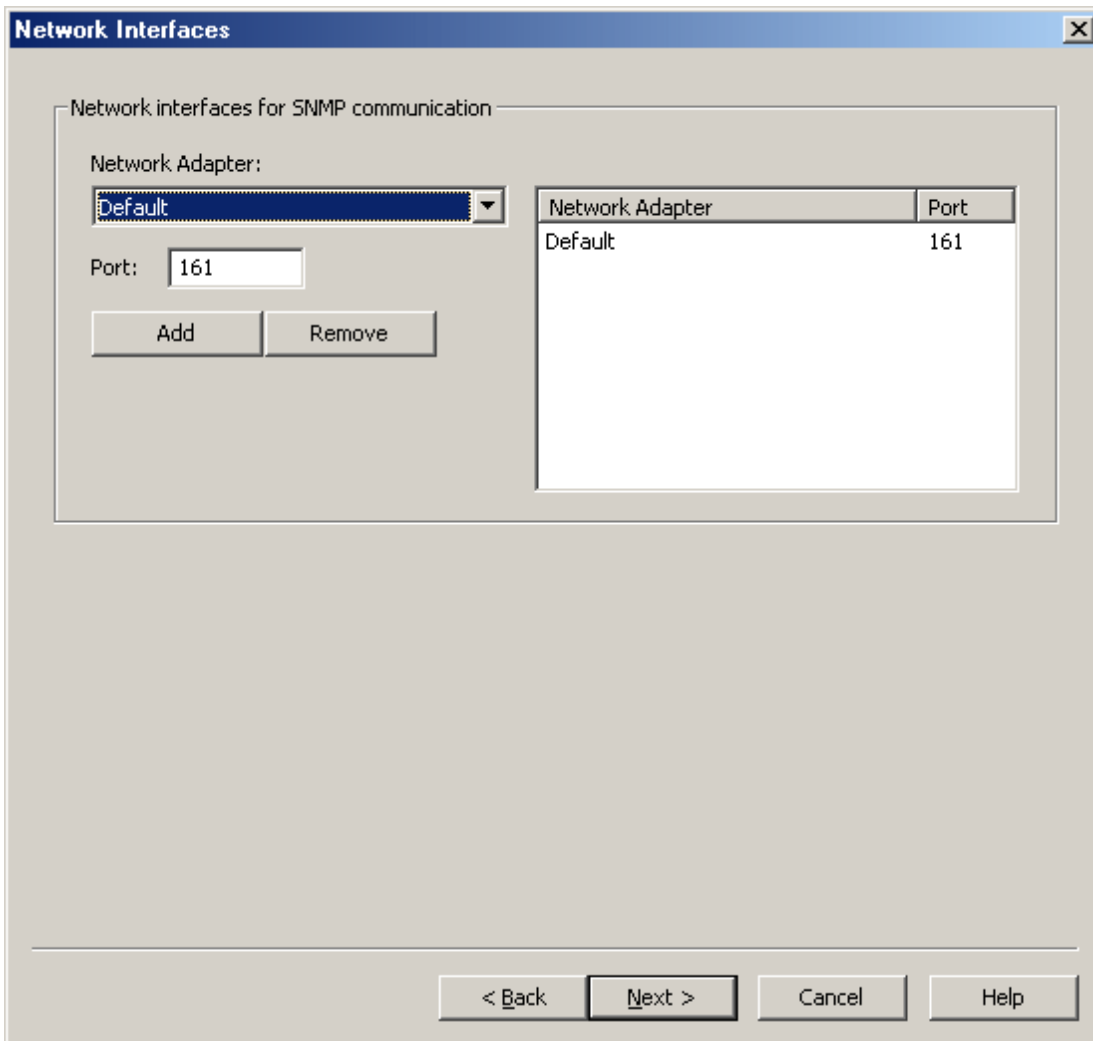 Network Interfaces
Network interfaces for SNMP communication
Network Adapter:
Default
Port: 161
Add Remove
Network Adapter Port
Default 161
< Back Next > Cancel Help